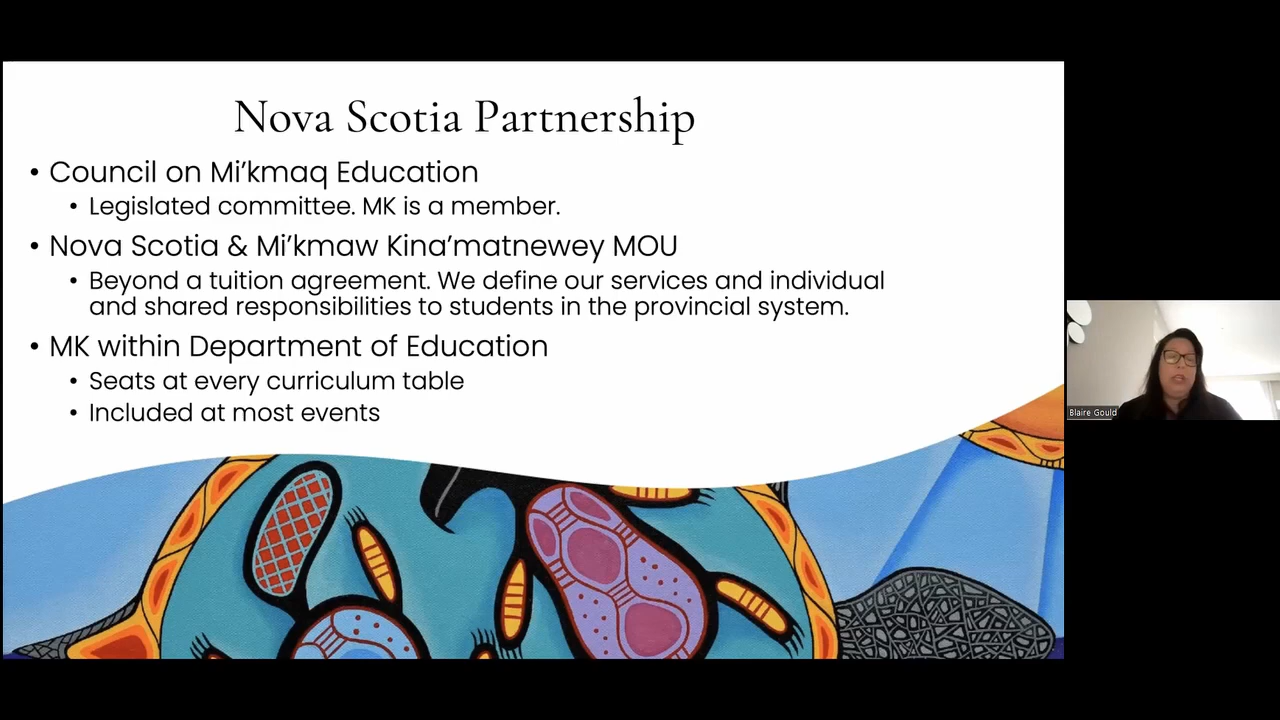 Nova Scotia Partnership
• Council on Mi’kmaq Education
• Legislated committee. MK is a member.
• Nova Scotia & Mi’kmaw Kina’matnewey MOU
• Beyond a tuition agreement. We define our services and individual
and shared responsibilities to students in the provincial system.
• MK within Department of Education
• Seats at every curriculum table
• Included at most events
Blaire Gould